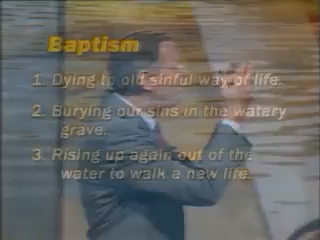 Baptism
1. Dying to old sinful way of life.
2. Burying our sins in the watery
grave.
3. Rising up again out of the
water to walk a new life.